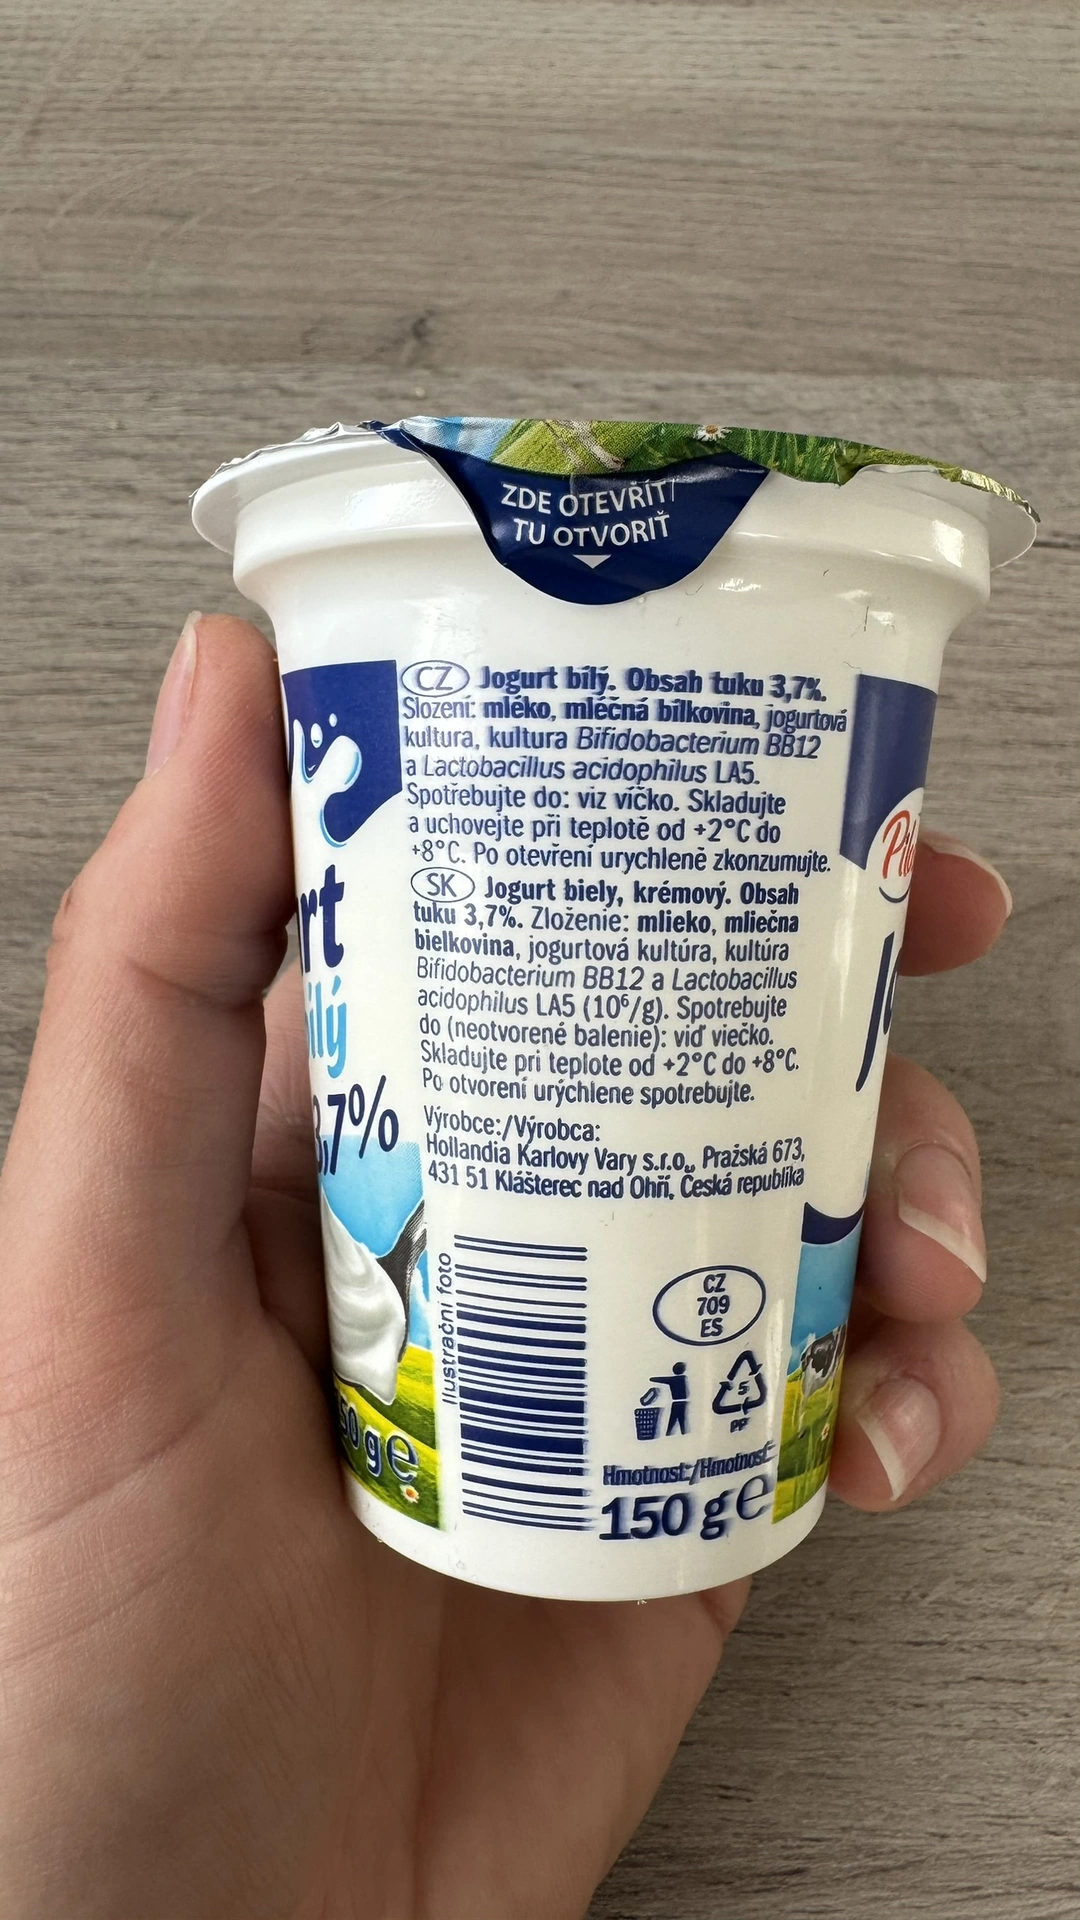 ZDE OTEVŘÍT/
TU OTVORIŤ
CZ Jogurt bílý. Obsah tuku 3,7%.
Složení: mléko, mléčná bílkovina, jogurtová
kultura, kultura Bifidobacterium BB12
a Lactobacillus acidophilus LA5.
Spotřebujte do: viz víčko. Skladujte
a uchovejte při teplotě od +2°C do
+8°C. Po otevření urychleně zkonzumujte.
SK Jogurt biely, krémový. Obsah
tuku 3,7%. Zloženie: mlieko, mliečna
bielkovina, jogurtová kultúra, kultúra
Bifidobacterium BB12 a Lactobacillus
acidophilus LA5 (10⁶/g). Spotrebujte
do (neotvorené balenie): viď viečko.
Skladujte pri teplote od +2°C do +8°C.
Po otvorení urýchlene spotrebujte.
Výrobce:/Výrobca:
Hollandia Karlovy Vary s.r.o., Pražská 673,
431 51 Klášterec nad Ohří, Česká republika
Ilustrační foto
CZ
709
ES
5
PP
Hmotnost:/Hmotnosť:
150 g e
rt
ílý
3,7%
50 g e
Pil
J